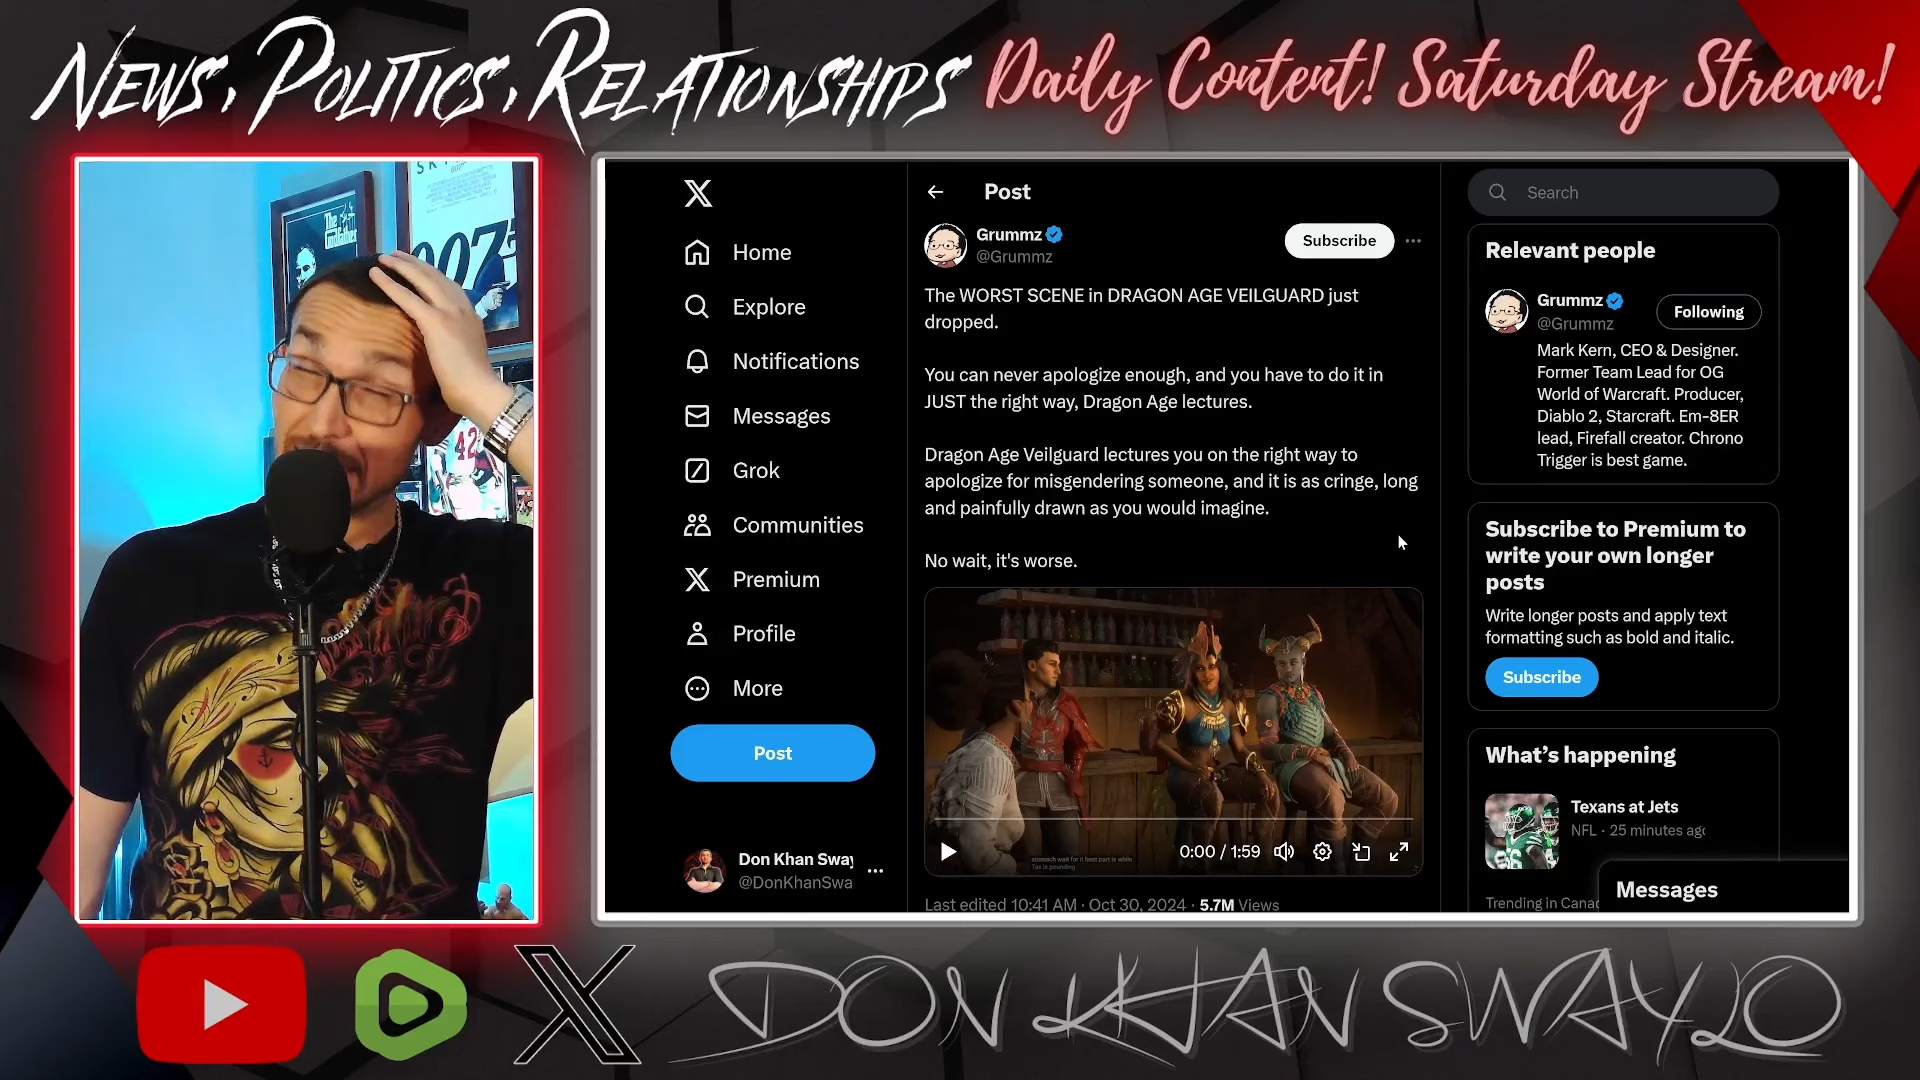 NEWS, POLITICS, RELATIONSHIPS Daily Content! Saturday Stream!
The Godfather
007
007
42
Home
Explore
Notifications
Messages
Grok
Communities
Premium
Profile
More
Post
Don Khan Sway
@DonKhanSwa
Post
Grummz
@Grummz
Subscribe
The WORST SCENE in DRAGON AGE VEILGUARD just
dropped.
You can never apologize enough, and you have to do it in
JUST the right way, Dragon Age lectures.
Dragon Age Veilguard lectures you on the right way to
apologize for misgendering someone, and it is as cringe, long
and painfully drawn as you would imagine.
No wait, it's worse.
0:00 / 1:59
Last edited 10:41 AM · Oct 30, 2024 · 5.7M Views
Search
Relevant people
Grummz
@Grummz
Following
Mark Kern, CEO & Designer.
Former Team Lead for OG
World of Warcraft. Producer,
Diablo 2, Starcraft. Em-8ER
lead, Firefall creator. Chrono
Trigger is best game.
Subscribe to Premium to
write your own longer
posts
Write longer posts and apply text
formatting such as bold and italic.
Subscribe
What's happening
Texans at Jets
NFL · 25 minutes ago
Trending in Canad
Messages
DON KHAN SWAYLO